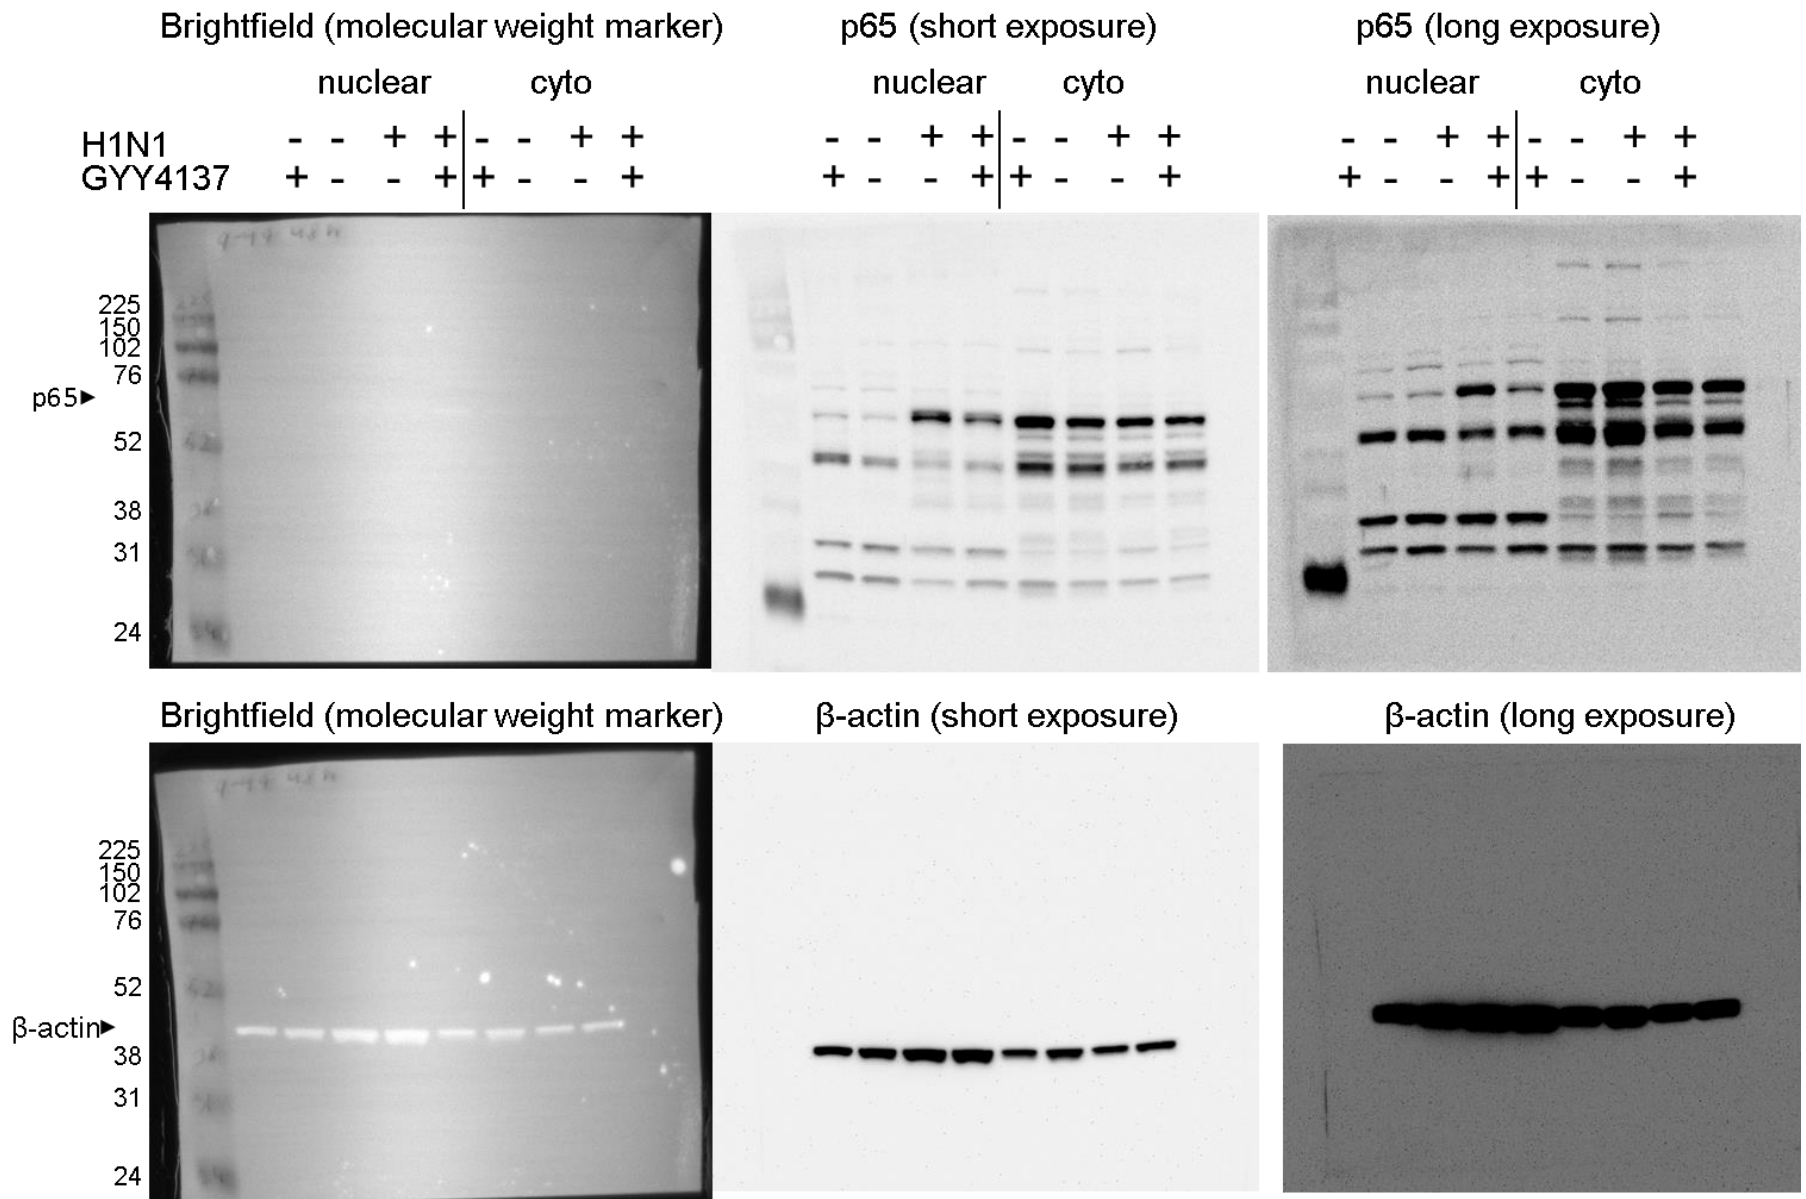 Brightfield (molecular weight marker) p65 (short exposure) p65 (long exposure)
nuclear cyto nuclear cyto nuclear cyto
H1N1 - - + + - - + + - - + + - - + + - - + + - - + +
GYY4137 + - - + + - - + + - - + + - - + + - - + + - - +
225
150
102
76
p65►
52
38
31
24
Brightfield (molecular weight marker) β-actin (short exposure) β-actin (long exposure)
225
150
102
76
52
β-actin►
38
31
24